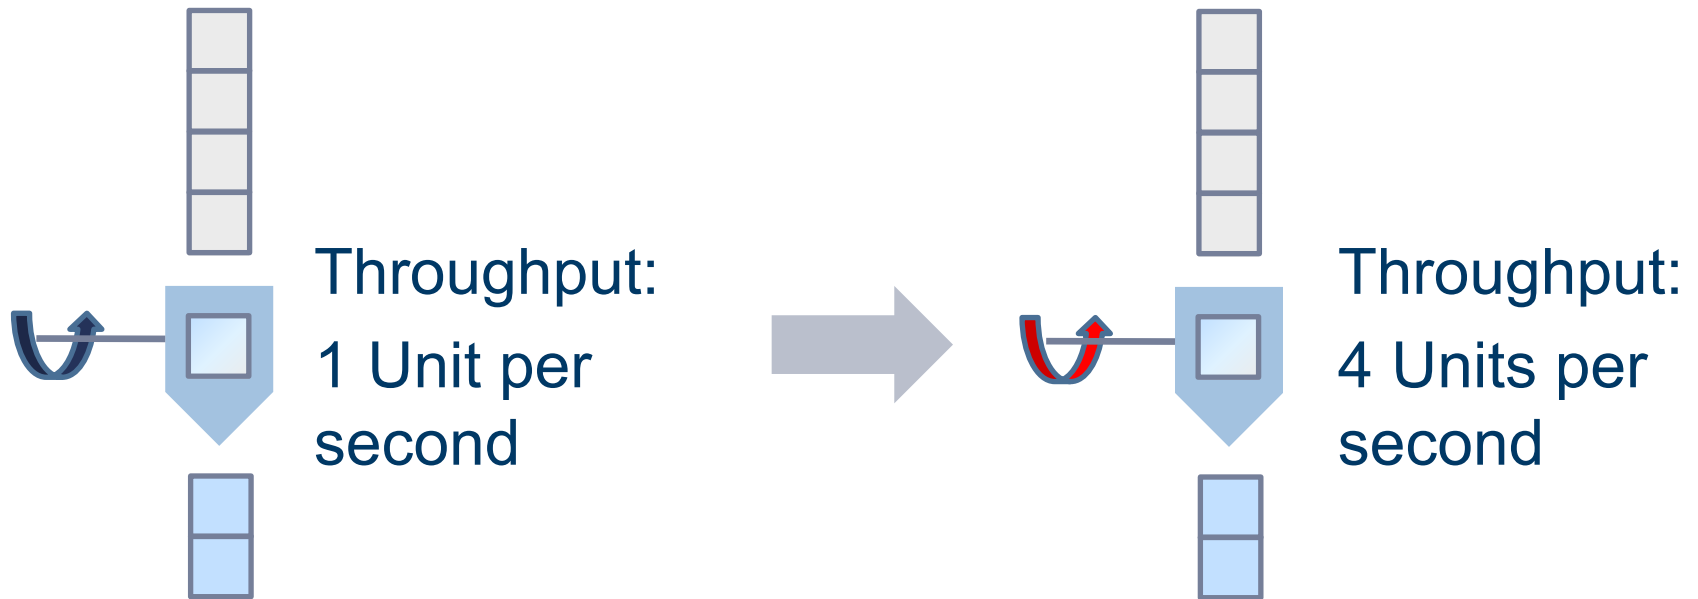 Throughput:
1 Unit per
second
Throughput:
4 Units per
second